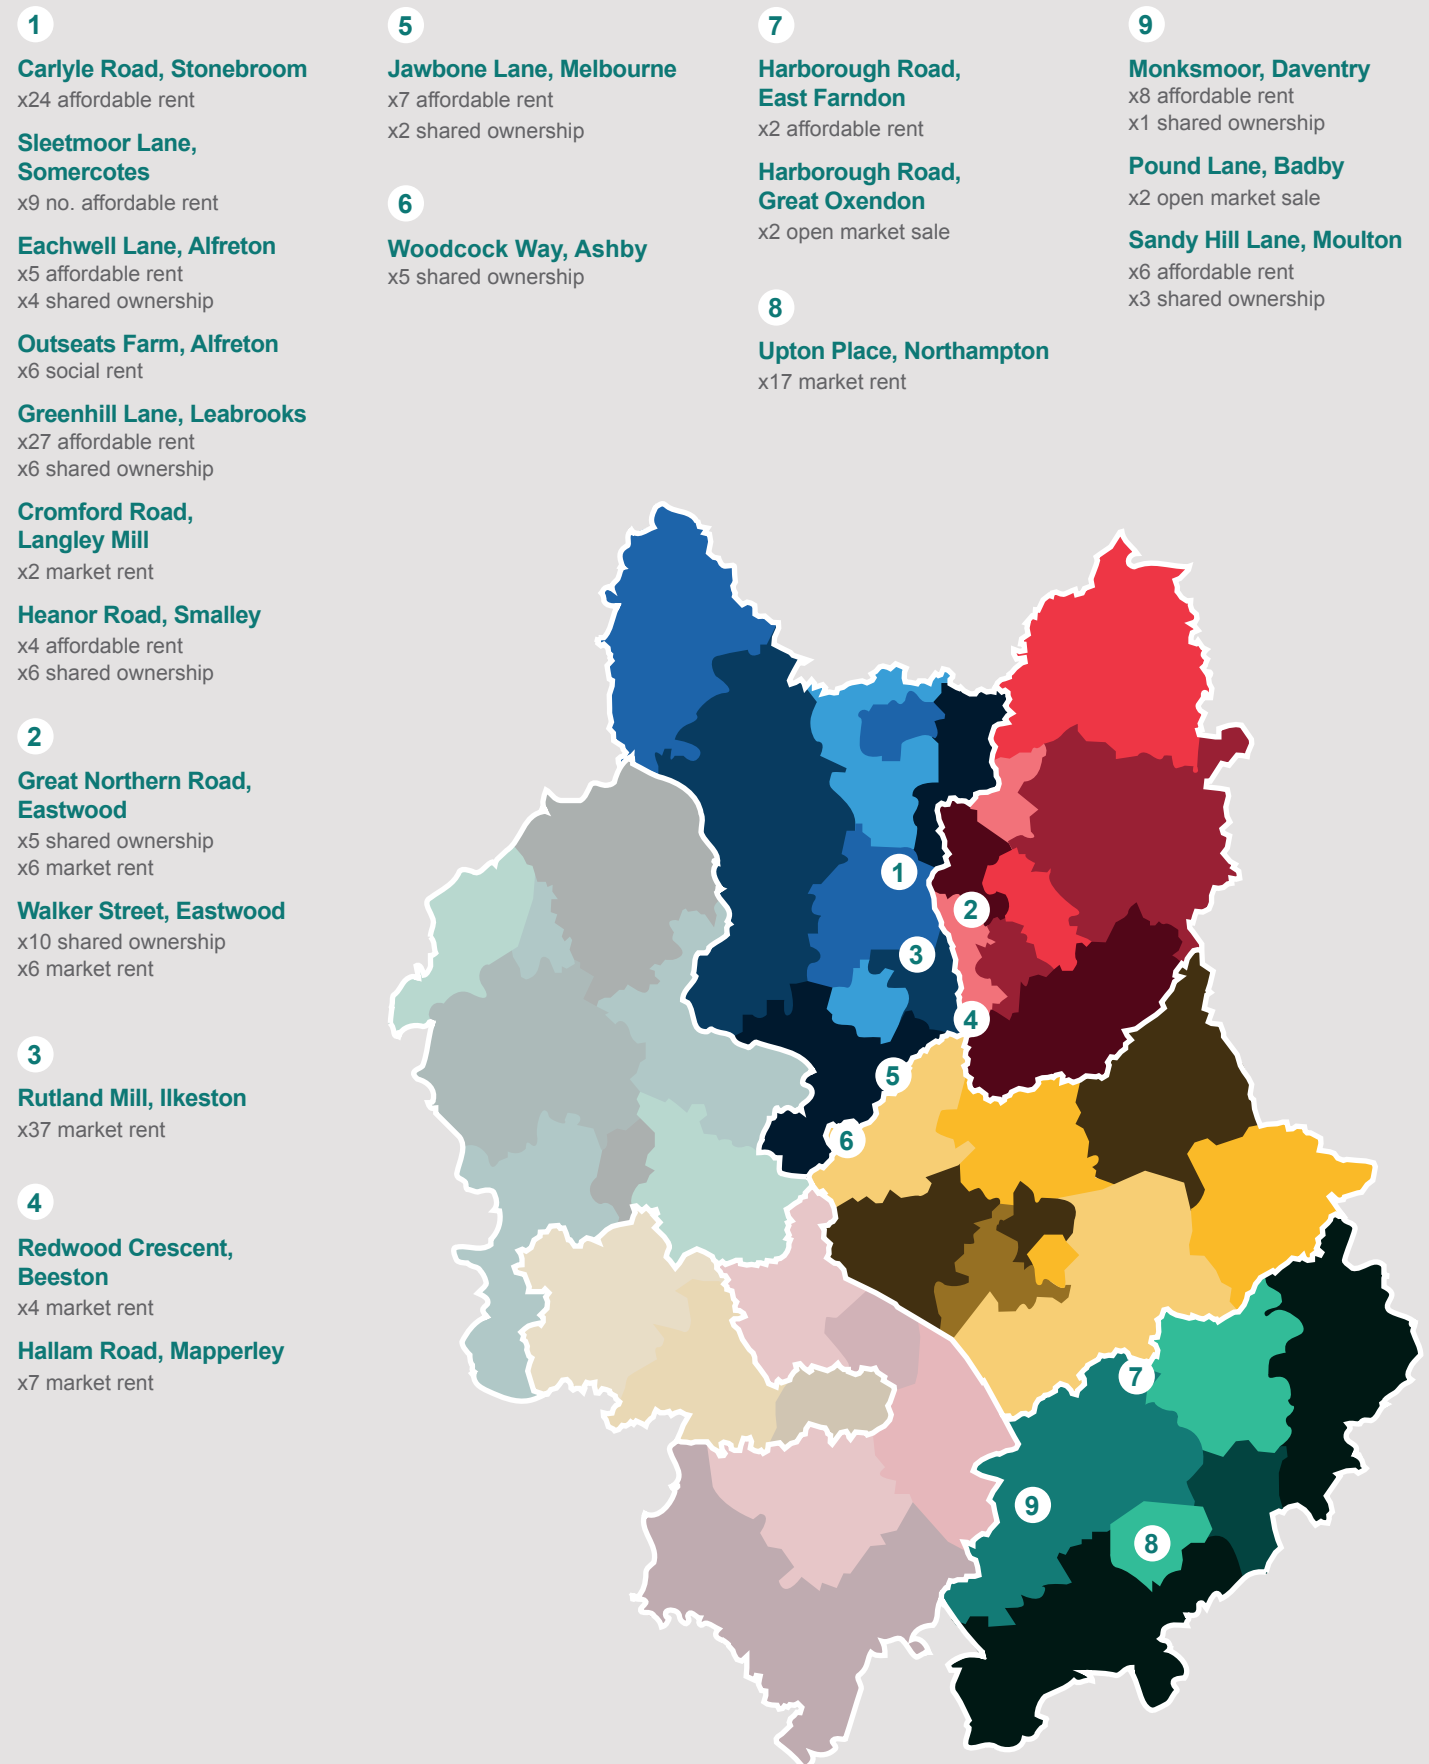 1
Carlyle Road, Stonebroom
x24 affordable rent
Sleetmoor Lane,
Somercotes
x9 no. affordable rent
Eachwell Lane, Alfreton
x5 affordable rent
x4 shared ownership
Outseats Farm, Alfreton
x6 social rent
Greenhill Lane, Leabrooks
x27 affordable rent
x6 shared ownership
Cromford Road,
Langley Mill
x2 market rent
Heanor Road, Smalley
x4 affordable rent
x6 shared ownership
2
Great Northern Road,
Eastwood
x5 shared ownership
x6 market rent
Walker Street, Eastwood
x10 shared ownership
x6 market rent
3
Rutland Mill, Ilkeston
x37 market rent
4
Redwood Crescent,
Beeston
x4 market rent
Hallam Road, Mapperley
x7 market rent
5
Jawbone Lane, Melbourne
x7 affordable rent
x2 shared ownership
6
Woodcock Way, Ashby
x5 shared ownership
7
Harborough Road,
East Farndon
x2 affordable rent
Harborough Road,
Great Oxendon
x2 open market sale
8
Upton Place, Northampton
x17 market rent
9
Monksmoor, Daventry
x8 affordable rent
x1 shared ownership
Pound Lane, Badby
x2 open market sale
Sandy Hill Lane, Moulton
x6 affordable rent
x3 shared ownership
1
2
3
4
5
6
7
9
8